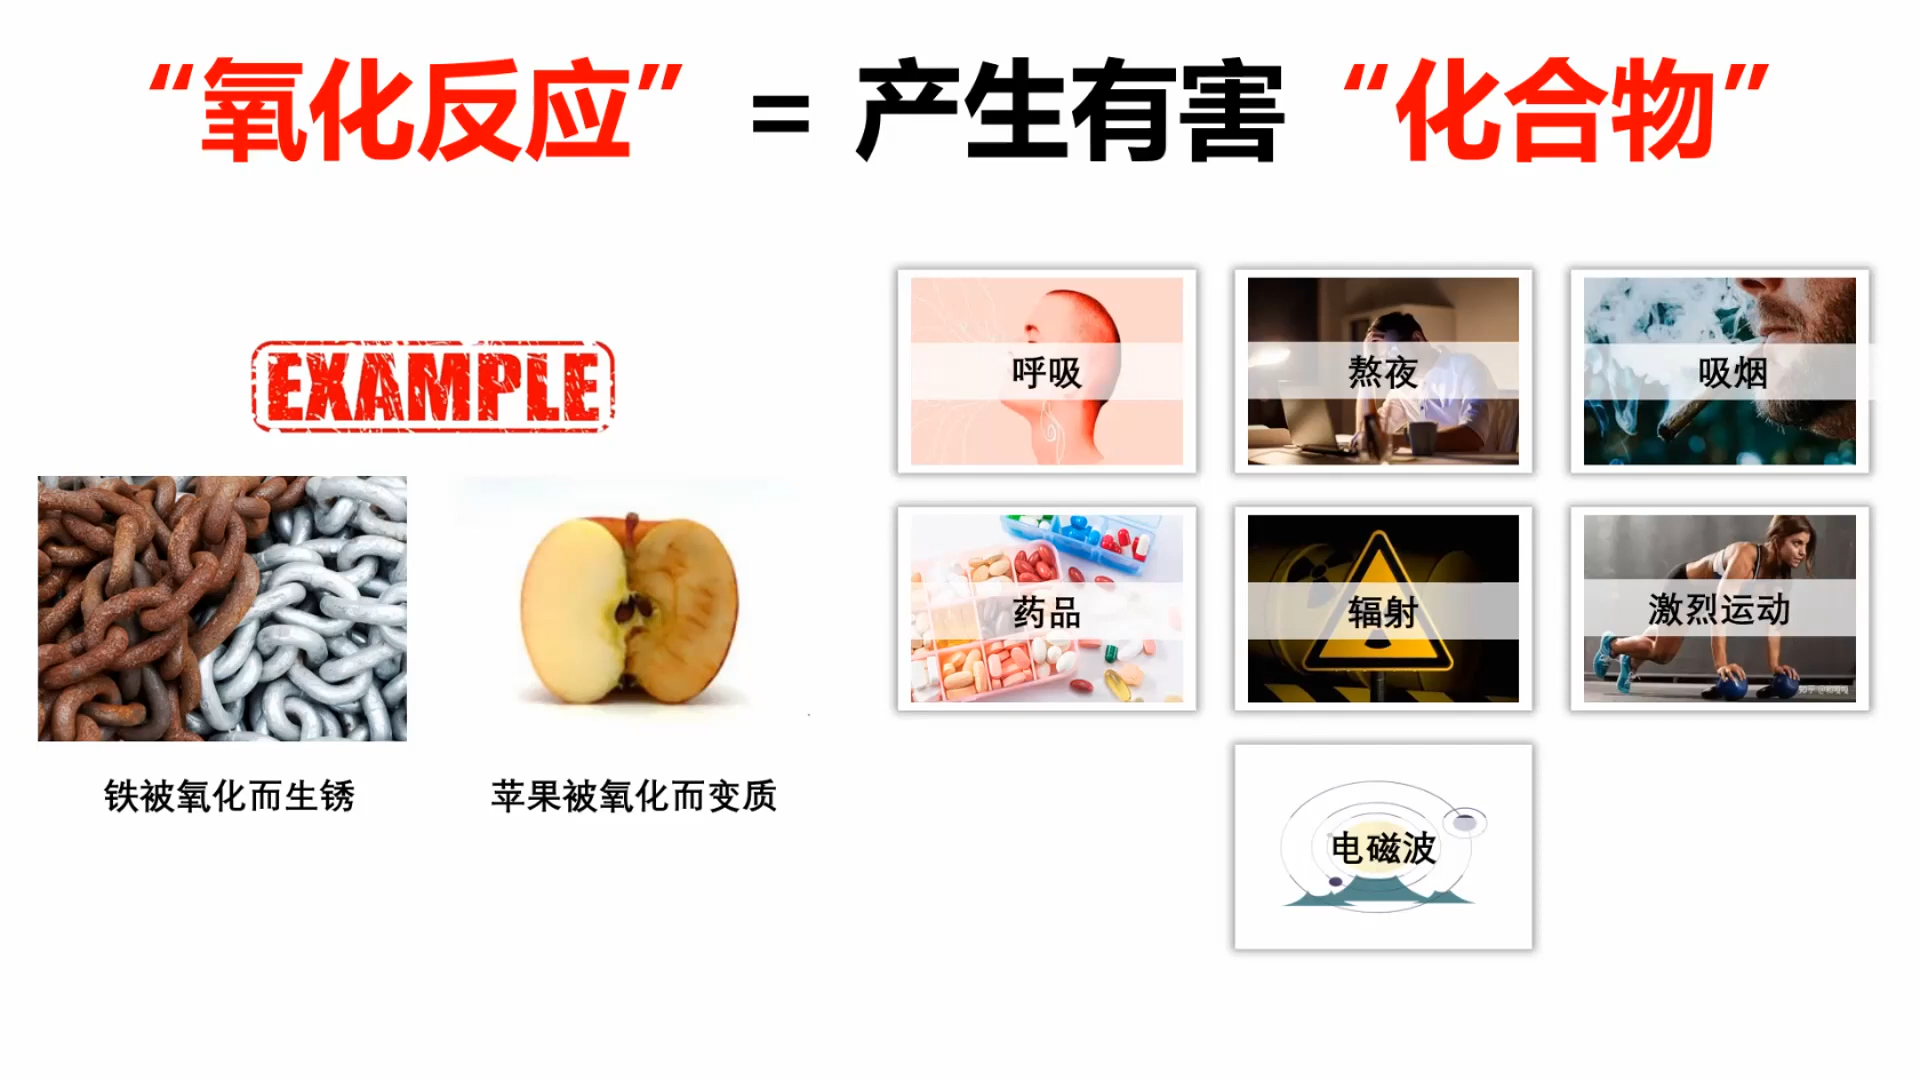 “氧化反应” = 产生有害 “化合物”
EXAMPLE
铁被氧化而生锈
苹果被氧化而变质
呼吸
熬夜
吸烟
药品
辐射
激烈运动
电磁波